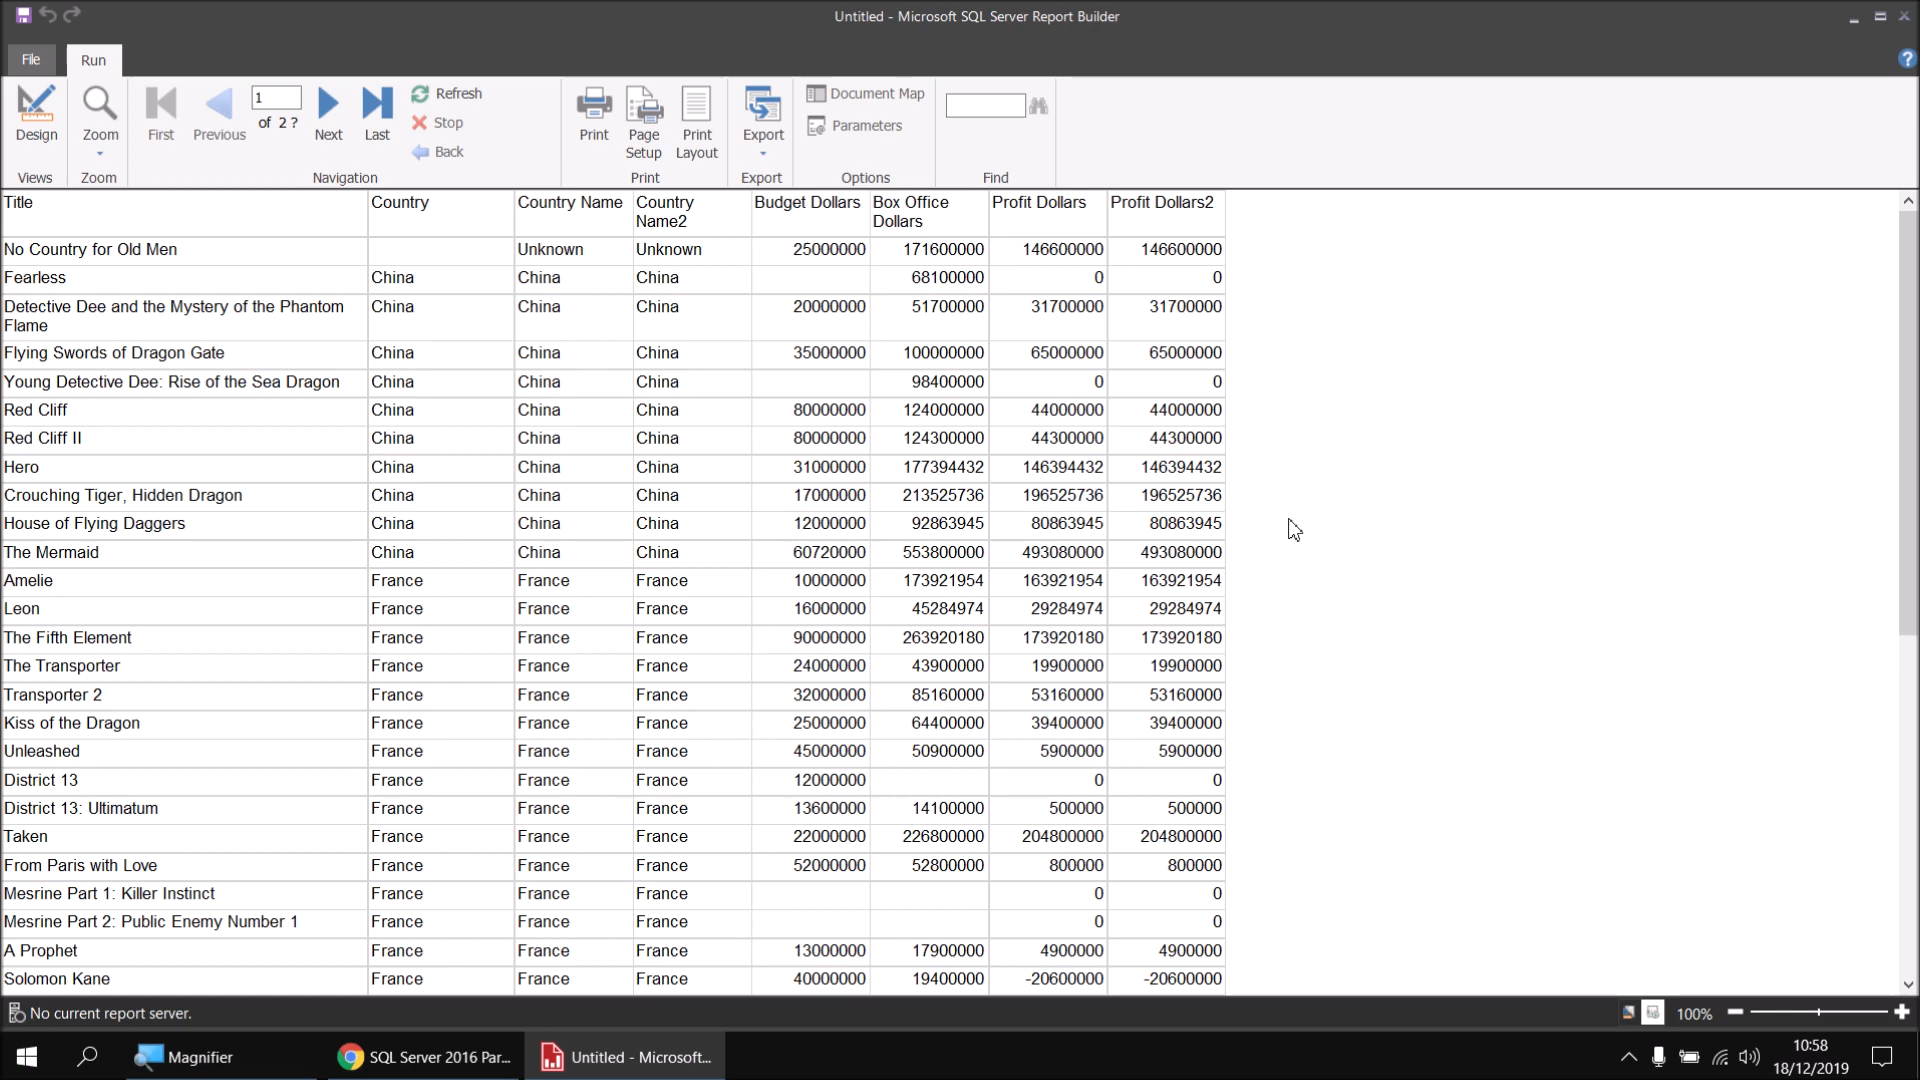 Untitled - Microsoft SQL Server Report Builder
File
Run
Design
Zoom
First
Previous
1
of 2 ?
Next
Last
Refresh
Stop
Back
Print
Page Setup
Print Layout
Export
Document Map
Parameters
Views
Zoom
Navigation
Print
Export
Options
Find
Title Country Country Name Country Name2 Budget Dollars Box Office Dollars Profit Dollars Profit Dollars2
No Country for Old Men Unknown Unknown 25000000 171600000 146600000 146600000
Fearless China China China 68100000 0 0
Detective Dee and the Mystery of the Phantom Flame China China China 20000000 51700000 31700000 31700000
Flying Swords of Dragon Gate China China China 35000000 100000000 65000000 65000000
Young Detective Dee: Rise of the Sea Dragon China China China 98400000 0 0
Red Cliff China China China 80000000 124000000 44000000 44000000
Red Cliff II China China China 80000000 124300000 44300000 44300000
Hero China China China 31000000 177394432 146394432 146394432
Crouching Tiger, Hidden Dragon China China China 17000000 213525736 196525736 196525736
House of Flying Daggers China China China 12000000 92863945 80863945 80863945
The Mermaid China China China 60720000 553800000 493080000 493080000
Amelie France France France 10000000 173921954 163921954 163921954
Leon France France France 16000000 45284974 29284974 29284974
The Fifth Element France France France 90000000 263920180 173920180 173920180
The Transporter France France France 24000000 43900000 19900000 19900000
Transporter 2 France France France 32000000 85160000 53160000 53160000
Kiss of the Dragon France France France 25000000 64400000 39400000 39400000
Unleashed France France France 45000000 50900000 5900000 5900000
District 13 France France France 12000000 0 0
District 13: Ultimatum France France France 13600000 14100000 500000 500000
Taken France France France 22000000 226800000 204800000 204800000
From Paris with Love France France France 52000000 52800000 800000 800000
Mesrine Part 1: Killer Instinct France France France 0 0
Mesrine Part 2: Public Enemy Number 1 France France France 0 0
A Prophet France France France 13000000 17900000 4900000 4900000
Solomon Kane France France France 40000000 19400000 -20600000 -20600000
No current report server.
100%
Magnifier
SQL Server 2016 Par...
Untitled - Microsoft...
10:58
18/12/2019